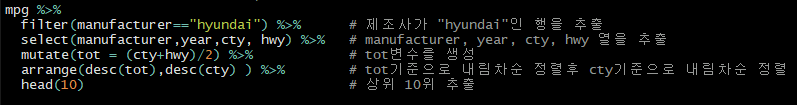 mpg %>%
  filter(manufacturer=="hyundai") %>%     # 제조사가 "hyundai"인 행을 추출
  select(manufacturer,year,cty, hwy) %>%  # manufacturer, year, cty, hwy 열을 추출
  mutate(tot = (cty+hwy)/2) %>%           # tot변수를 생성
  arrange(desc(tot),desc(cty) ) %>%       # tot기준으로 내림차순 정렬후 cty기준으로 내림차순 정렬
  head(10)                                # 상위 10위 추출